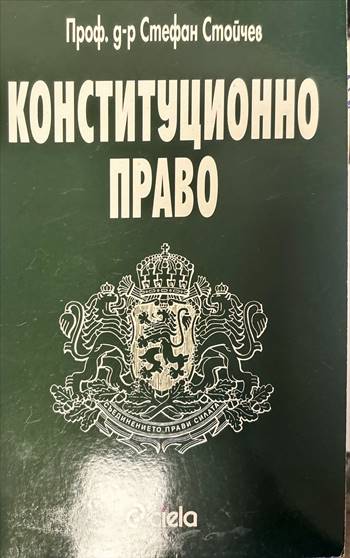 Проф. д-р Стефан Стойчев
КОНСТИТУЦИОННО
ПРАВО
СЪЕДИНЕНИЕТО ПРАВИ СИЛАТА
ciela